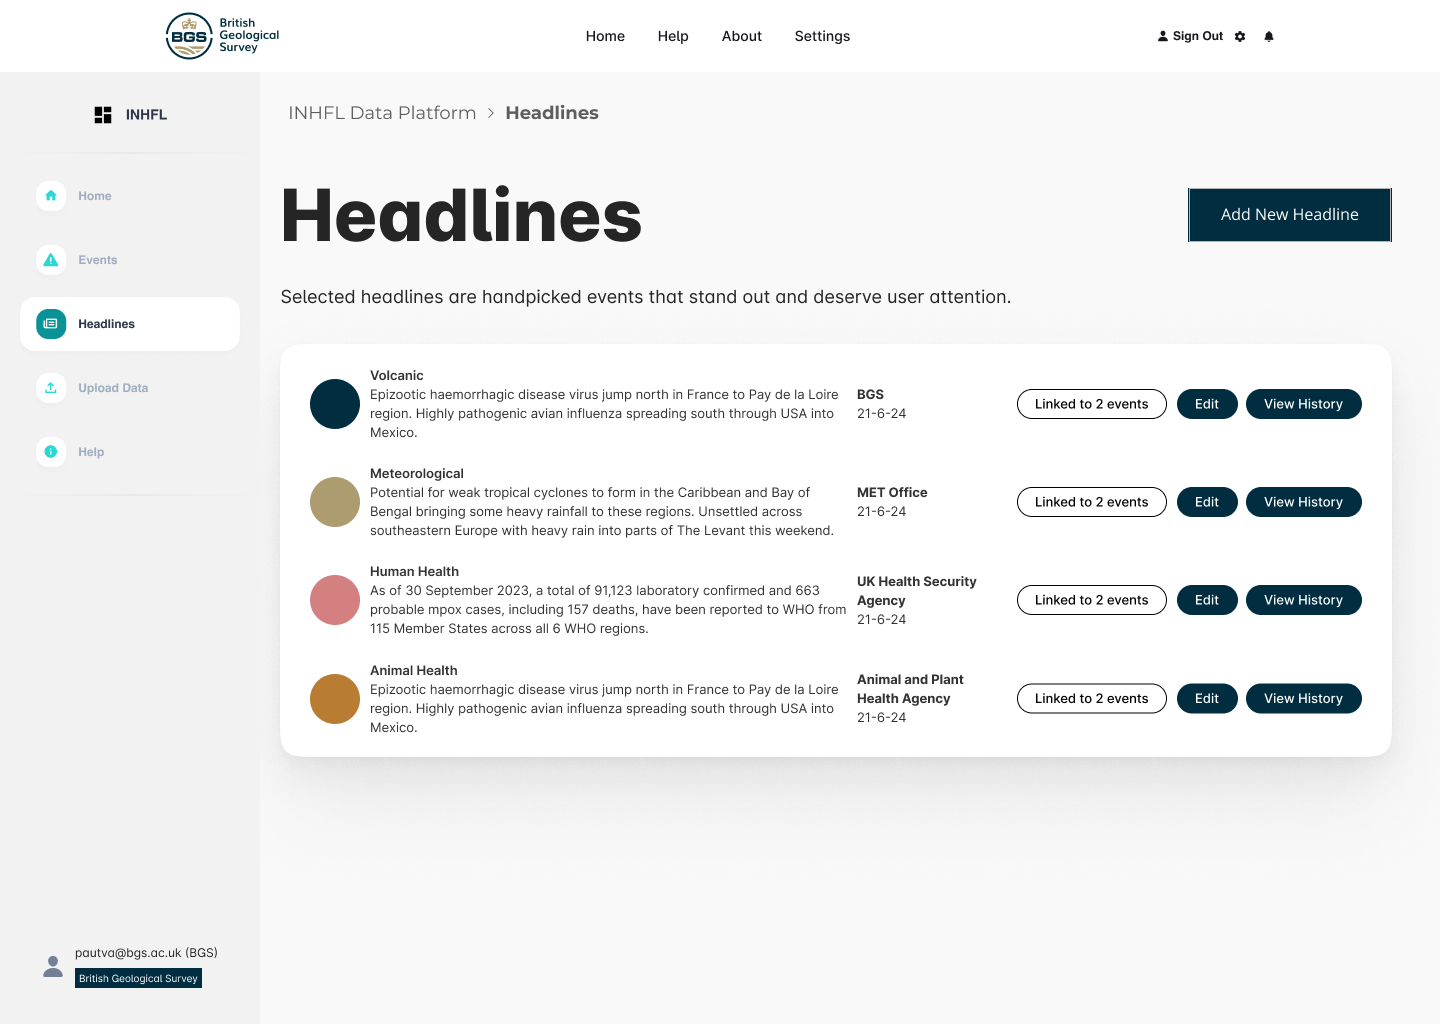 BGS
British
Geological
Survey
Home
Help
About
Settings
Sign Out
INHFL
Home
Events
Headlines
Upload Data
Help
pautva@bgs.ac.uk (BGS)
British Geological Survey
INHFL Data Platform > Headlines
Headlines
Add New Headline
Selected headlines are handpicked events that stand out and deserve user attention.
Volcanic
Epizootic haemorrhagic disease virus jump north in France to Pay de la Loire
region. Highly pathogenic avian influenza spreading south through USA into
Mexico.
BGS
21-6-24
Linked to 2 events
Edit
View History
Meteorological
Potential for weak tropical cyclones to form in the Caribbean and Bay of
Bengal bringing some heavy rainfall to these regions. Unsettled across
southeastern Europe with heavy rain into parts of The Levant this weekend.
MET Office
21-6-24
Linked to 2 events
Edit
View History
Human Health
As of 30 September 2023, a total of 91,123 laboratory confirmed and 663
probable mpox cases, including 157 deaths, have been reported to WHO from
115 Member States across all 6 WHO regions.
UK Health Security
Agency
21-6-24
Linked to 2 events
Edit
View History
Animal Health
Epizootic haemorrhagic disease virus jump north in France to Pay de la Loire
region. Highly pathogenic avian influenza spreading south through USA into
Mexico.
Animal and Plant
Health Agency
21-6-24
Linked to 2 events
Edit
View History